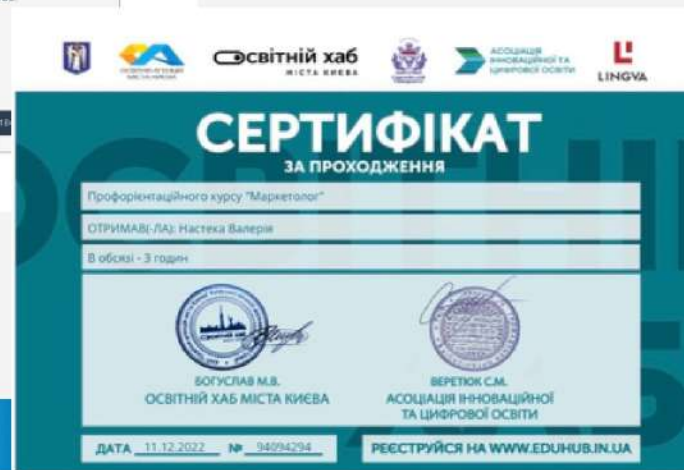 Освітній хаб
МІСТА КИЄВА
АСОЦІАЦІЯ
ІННОВАЦІЙНОЇ ТА
ЦИФРОВОЇ ОСВІТИ
LINGVA
СЕРТИФІКАТ
ЗА ПРОХОДЖЕННЯ
Профорієнтаційного курсу "Маркетолог"
ОТРИМАВ(-ЛА): Настека Валерія
В обсязі - 3 годин
БОГУСЛАВ М.В.
ОСВІТНІЙ ХАБ МІСТА КИЄВА
ВЕРЕТЮК С.М.
АСОЦІАЦІЯ ІННОВАЦІЙНОЇ
ТА ЦИФРОВОЇ ОСВІТИ
ДАТА 11.12.2022 № 94094294
РЕЄСТРУЙСЯ НА WWW.EDUHUB.IN.UA